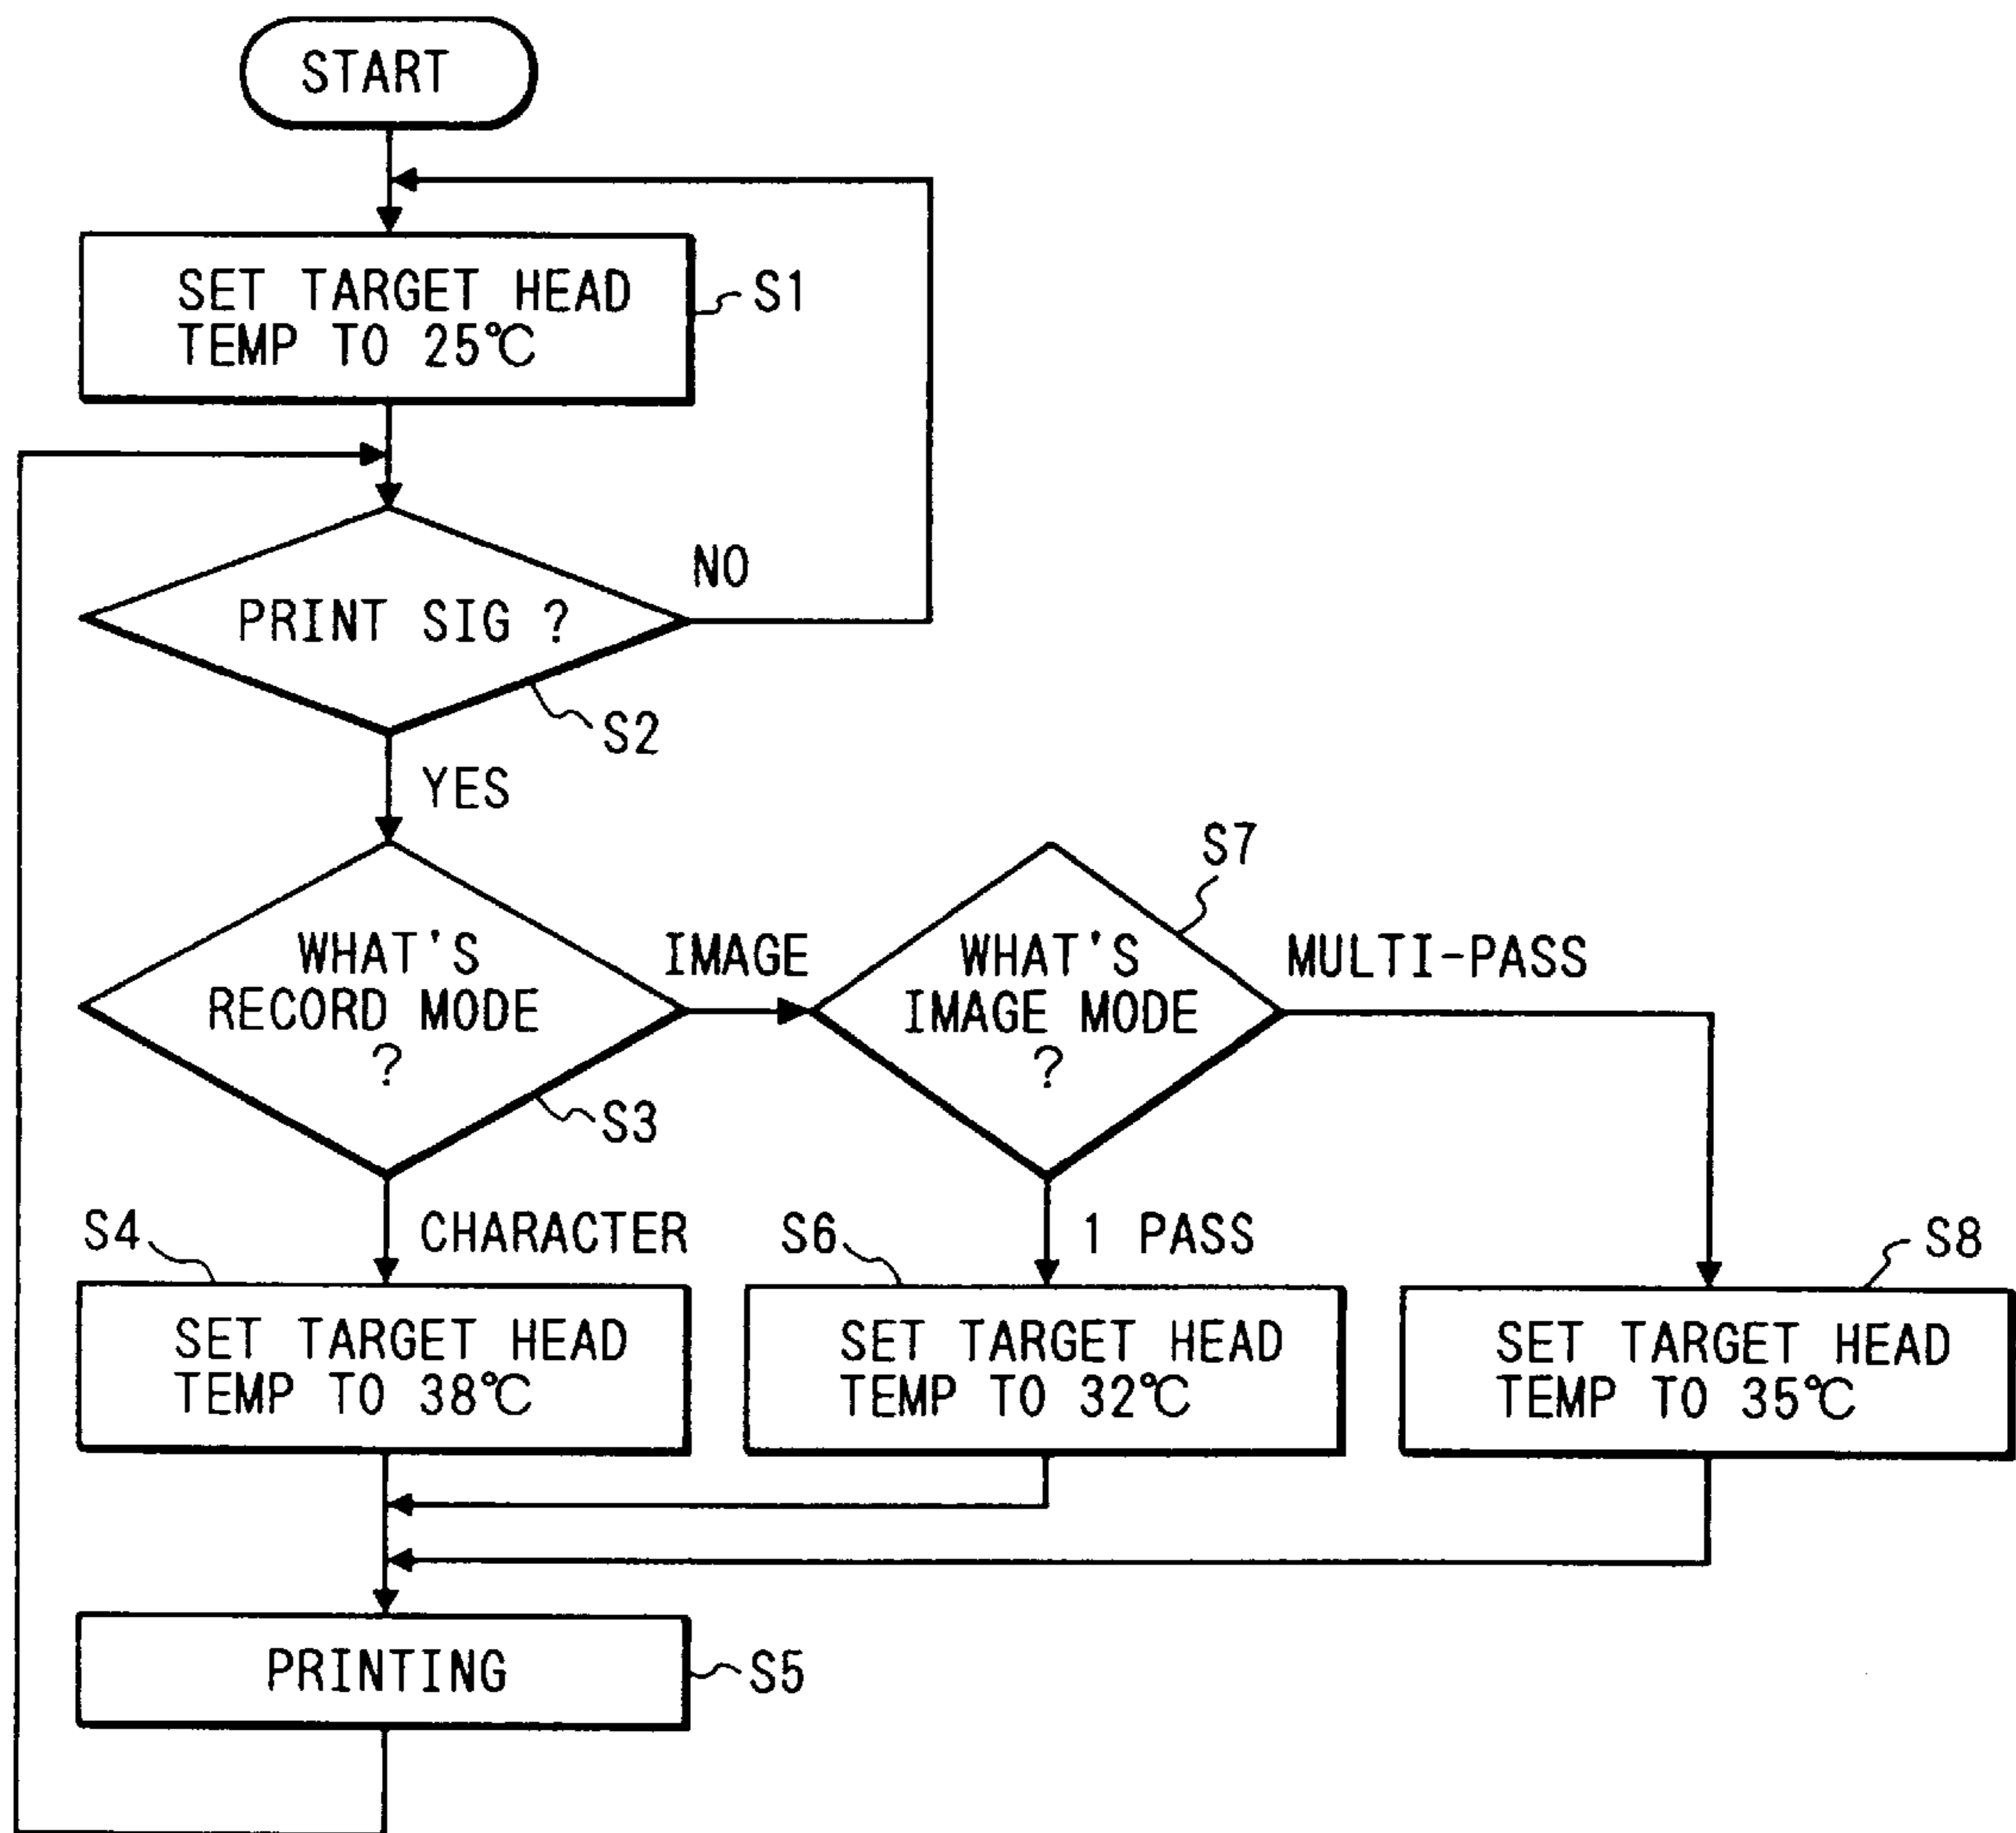 START
SET TARGET HEAD
TEMP TO 25℃
S1
PRINT SIG ?
NO
S2
YES
WHAT'S
RECORD MODE
?
S3
IMAGE
WHAT'S
IMAGE MODE
?
S7
MULTI-PASS
CHARACTER
1 PASS
S4
SET TARGET HEAD
TEMP TO 38℃
S6
SET TARGET HEAD
TEMP TO 32℃
S8
SET TARGET HEAD
TEMP TO 35℃
PRINTING
S5